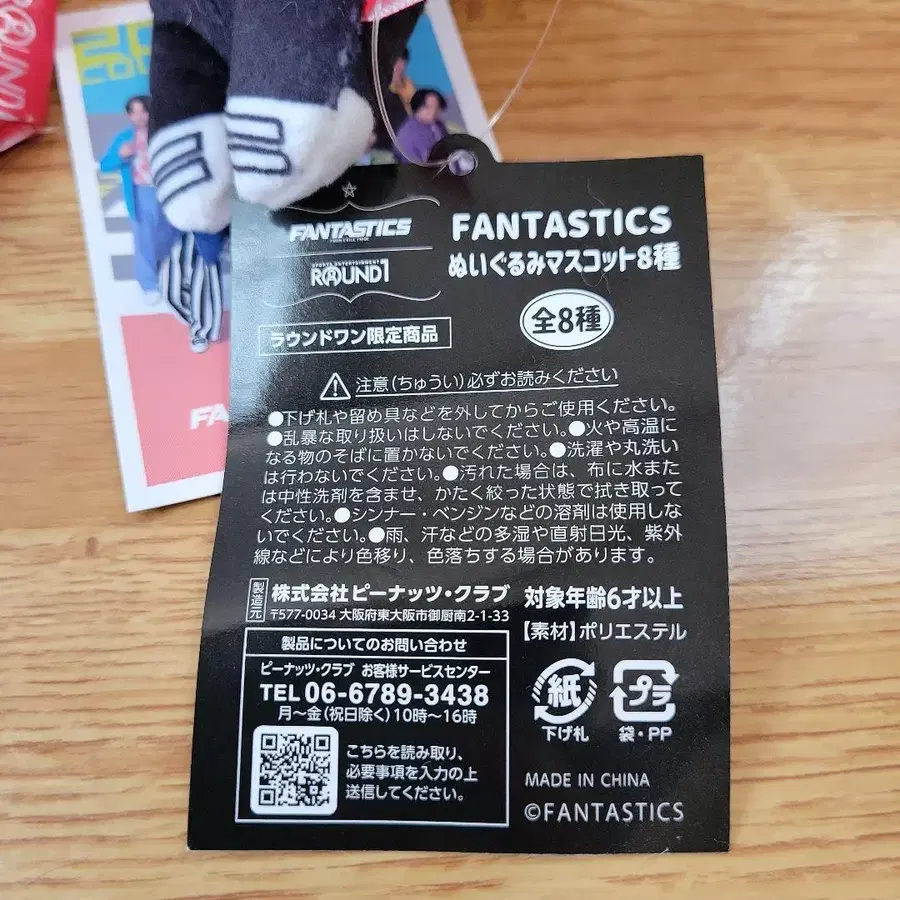 FANTASTICS
ROUND1
FANTASTICS
ぬいぐるみマスコット8種
全8種
ラウンドワン限定商品
注意(ちゅうい)必ずお読みください
●下げ札や留め具などを外してからご使用ください。
●乱暴な取り扱いはしないでください。●火や高温に
なる物のそばに置かないでください。●洗濯や丸洗い
は行わないでください。●汚れた場合は、布に水また
は中性洗剤を含ませ、かたく絞った状態で拭き取って
ください。●シンナー・ベンジンなどの溶剤は使用しな
いでください。●雨、汗などの多湿や直射日光、紫外
線などにより色移り、色落ちする場合があります。
製造元
株式会社ピーナッツ・クラブ
〒577-0034 大阪府東大阪市御厨南2-1-33
対象年齢6才以上
【素材】ポリエステル
製品についてのお問い合わせ
ピーナッツ・クラブ お客様サービスセンター
TEL 06-6789-3438
月〜金(祝日除く)10時〜16時
こちらを読み取り、
必要事項を入力の上
送信してください。
紙
下げ札
プラ
袋・PP
MADE IN CHINA
©FANTASTICS
FA